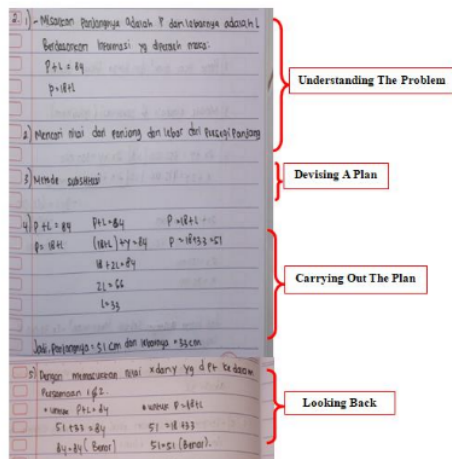 2. 1) - Misalkan panjangnya adalah P dan lebarnya adalah L
Berdasarkan Informasi yg diperoleh maka:
P+L = 84
P = 18+L
Understanding The Problem
2) Mencari nilai dari panjang dan lebar dari Persegi Panjang
3) Metode substitusi
Devising A Plan
4) P+L = 84 P+L = 84 P = 18+L
P = 18+L (18+L)+y = 84 P = 18+33 = 51
18+2L = 84
2L = 66
L = 33
Carrying Out The Plan
Jadi, Panjangnya = 51 cm dan lebarnya = 33 cm
5) Dengan memasukkan nilai x dan y yg dpt kedalam
Persamaan 1 & 2.
• untuk P+L = 84 • untuk P = 18+L
51+33 = 84 51 = 18+33
84 = 84 (Benar) 51 = 51 (Benar).
Looking Back